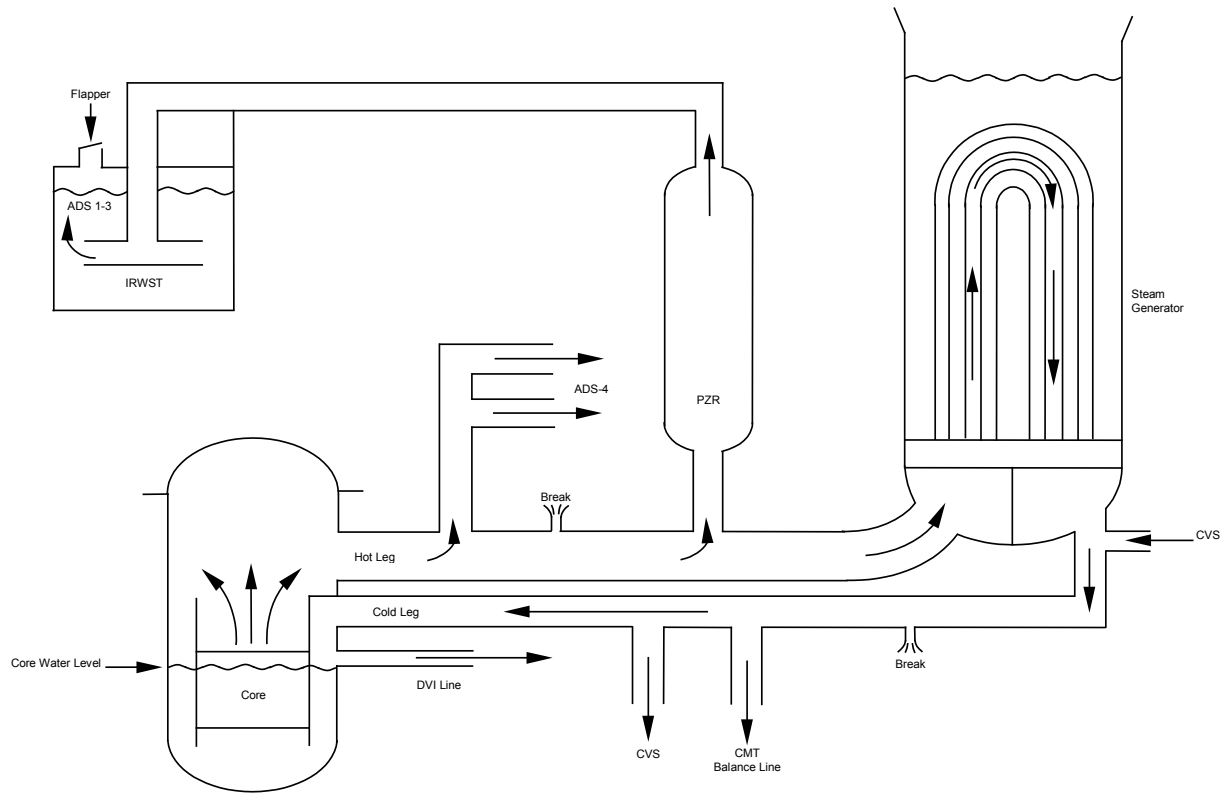 Flapper
ADS 1-3
IRWST
Steam
Generator
ADS-4
PZR
Break
Hot Leg
CVS
Cold Leg
Core Water Level
Break
DVI Line
Core
CVS
CMT
Balance Line